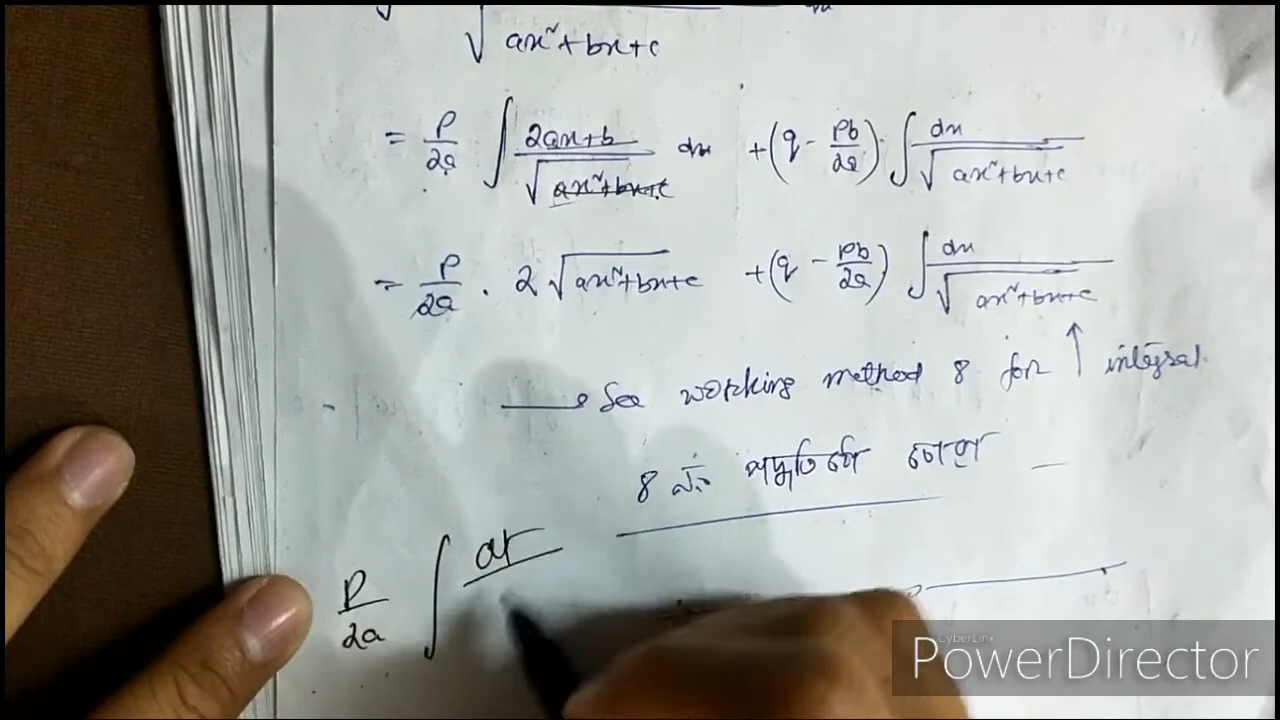 √ax²+bx+c
= P/2a ∫ 2ax+b/√ax²+bx+c dx +(q - Pb/2a) ∫ dx/√ax²+bx+c
= P/2a . 2√ax²+bx+c +(q - Pb/2a) ∫ dx/√ax²+bx+c
→ See working method 8 for ↑ integral
8 নং পদ্ধতিটি দেখ
P/2a ∫
CyberLink
PowerDirector